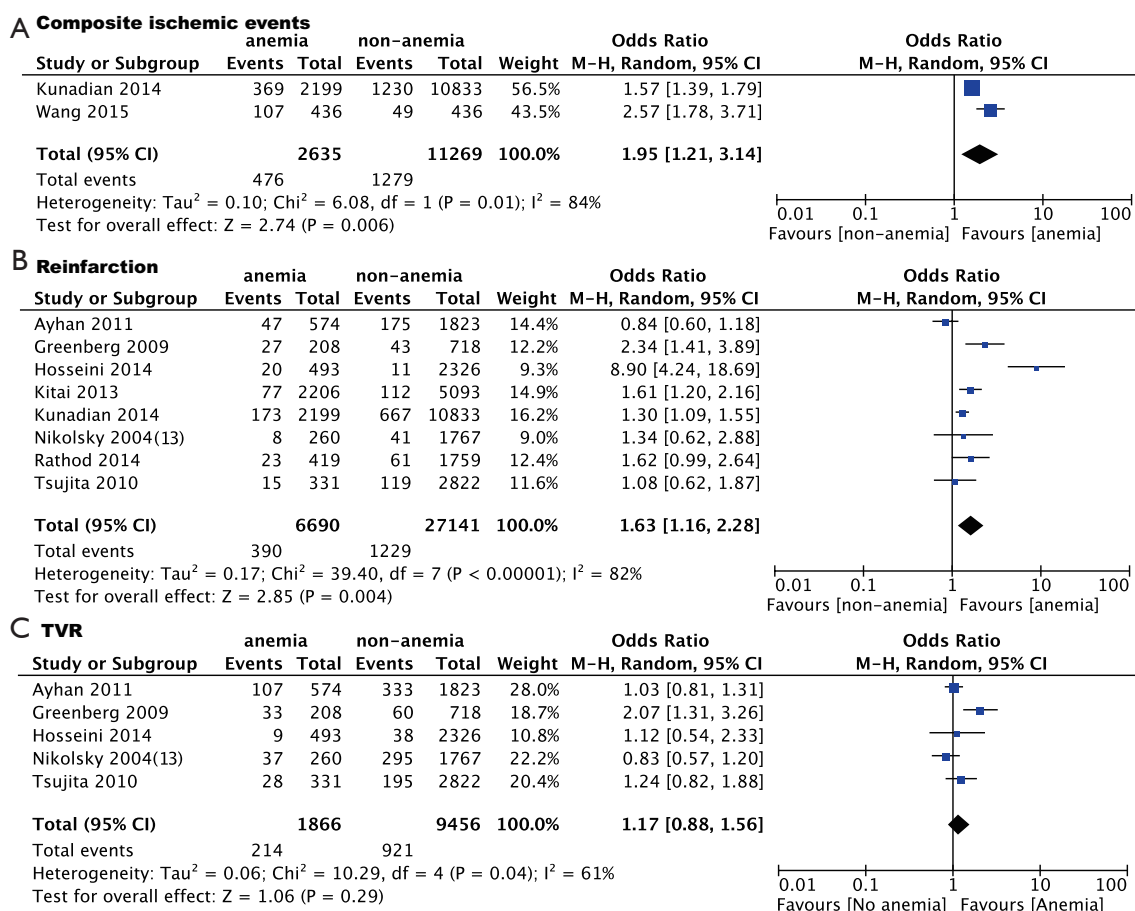 A Composite ischemic events
anemia non-anemia Odds Ratio Odds Ratio
Study or Subgroup Events Total Events Total Weight M-H, Random, 95% CI M-H, Random, 95% CI
Kunadian 2014 369 2199 1230 10833 56.5% 1.57 [1.39, 1.79]
Wang 2015 107 436 49 436 43.5% 2.57 [1.78, 3.71]
Total (95% CI) 2635 11269 100.0% 1.95 [1.21, 3.14]
Total events 476 1279
Heterogeneity: Tau² = 0.10; Chi² = 6.08, df = 1 (P = 0.01); I² = 84%
Test for overall effect: Z = 2.74 (P = 0.006)
0.01 0.1 1 10 100
Favours [non-anemia] Favours [anemia]
B Reinfarction
anemia non-anemia Odds Ratio Odds Ratio
Study or Subgroup Events Total Events Total Weight M-H, Random, 95% CI M-H, Random, 95% CI
Ayhan 2011 47 574 175 1823 14.4% 0.84 [0.60, 1.18]
Greenberg 2009 27 208 43 718 12.2% 2.34 [1.41, 3.89]
Hosseini 2014 20 493 11 2326 9.3% 8.90 [4.24, 18.69]
Kitai 2013 77 2206 112 5093 14.9% 1.61 [1.20, 2.16]
Kunadian 2014 173 2199 667 10833 16.2% 1.30 [1.09, 1.55]
Nikolsky 2004(13) 8 260 41 1767 9.0% 1.34 [0.62, 2.88]
Rathod 2014 23 419 61 1759 12.4% 1.62 [0.99, 2.64]
Tsujita 2010 15 331 119 2822 11.6% 1.08 [0.62, 1.87]
Total (95% CI) 6690 27141 100.0% 1.63 [1.16, 2.28]
Total events 390 1229
Heterogeneity: Tau² = 0.17; Chi² = 39.40, df = 7 (P < 0.00001); I² = 82%
Test for overall effect: Z = 2.85 (P = 0.004)
0.01 0.1 1 10 100
Favours [non-anemia] Favours [anemia]
C TVR
anemia non-anemia Odds Ratio Odds Ratio
Study or Subgroup Events Total Events Total Weight M-H, Random, 95% CI M-H, Random, 95% CI
Ayhan 2011 107 574 333 1823 28.0% 1.03 [0.81, 1.31]
Greenberg 2009 33 208 60 718 18.7% 2.07 [1.31, 3.26]
Hosseini 2014 9 493 38 2326 10.8% 1.12 [0.54, 2.33]
Nikolsky 2004(13) 37 260 295 1767 22.2% 0.83 [0.57, 1.20]
Tsujita 2010 28 331 195 2822 20.4% 1.24 [0.82, 1.88]
Total (95% CI) 1866 9456 100.0% 1.17 [0.88, 1.56]
Total events 214 921
Heterogeneity: Tau² = 0.06; Chi² = 10.29, df = 4 (P = 0.04); I² = 61%
Test for overall effect: Z = 1.06 (P = 0.29)
0.01 0.1 1 10 100
Favours [No anemia] Favours [Anemia]